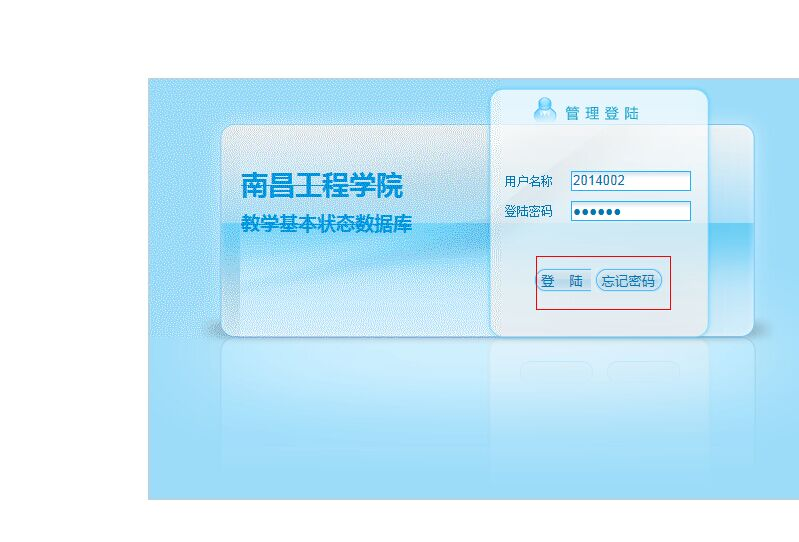 管理登陆
南昌工程学院
教学基本状态数据库
用户名称 2014002
登陆密码 ●●●●●●
登 陆 忘记密码